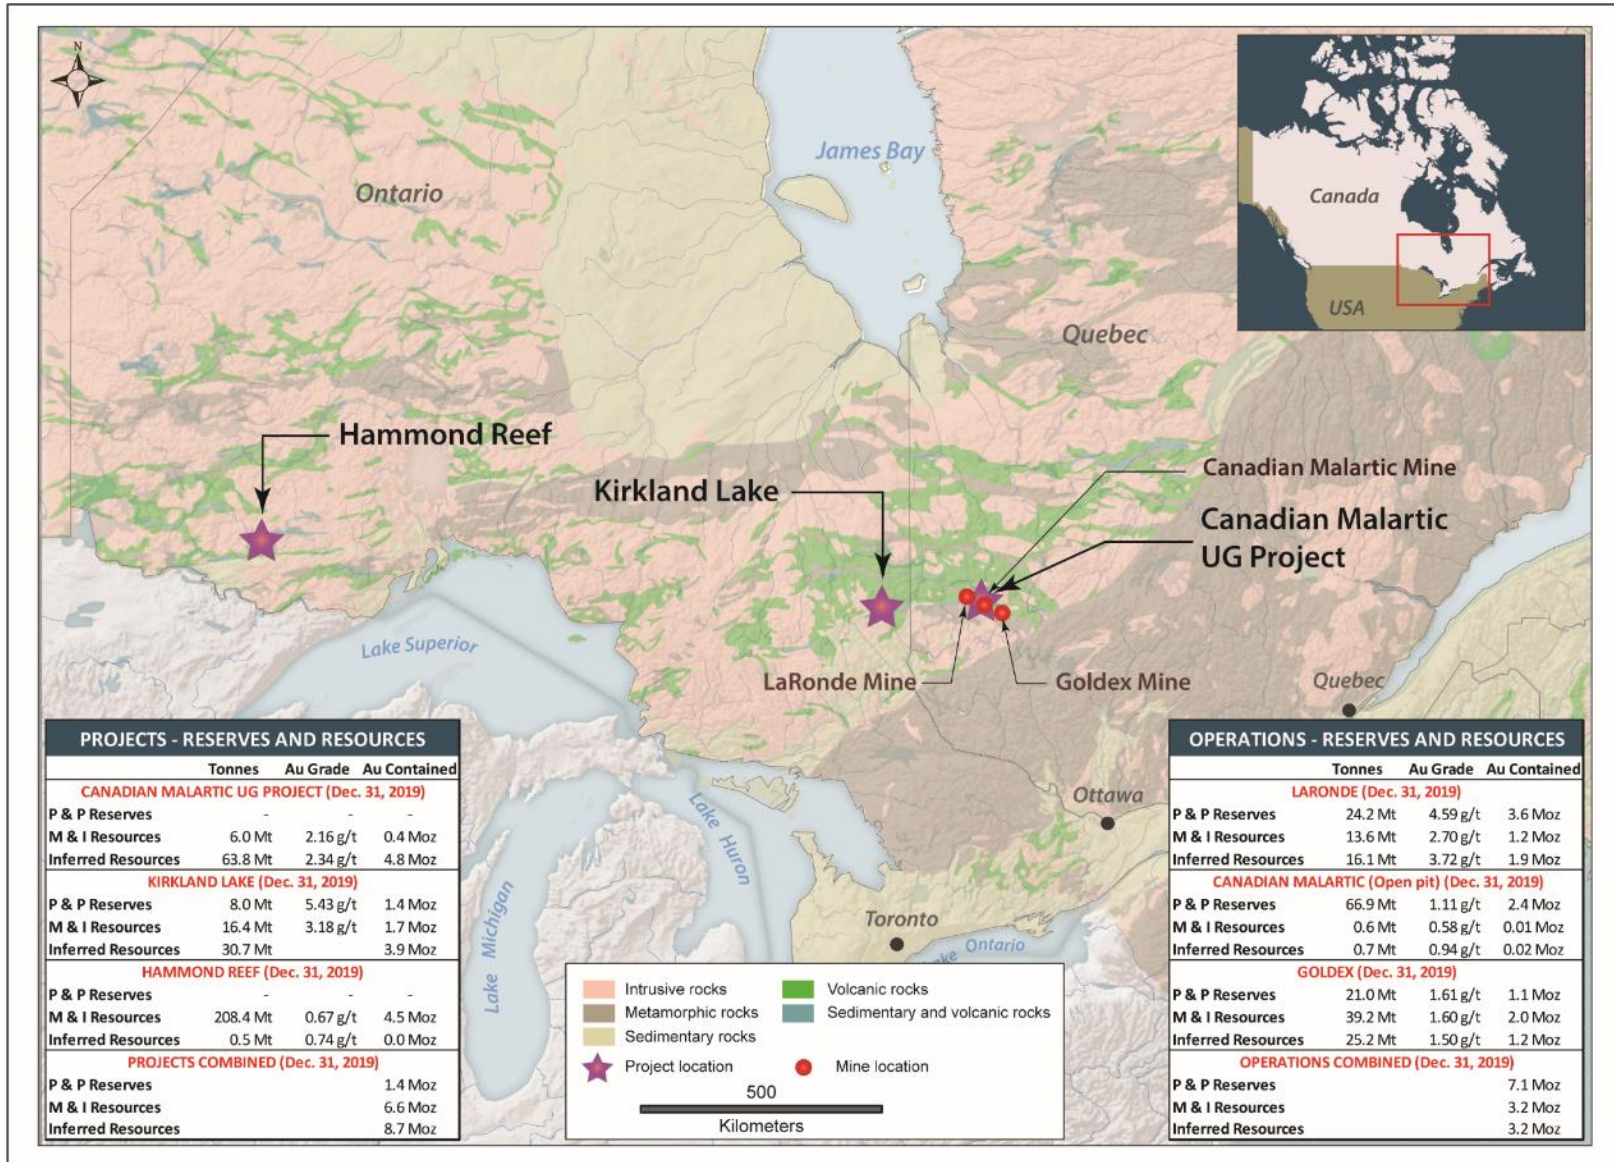 N
Ontario
James Bay
Quebec
Canada
USA
Hammond Reef
Kirkland Lake
Canadian Malartic Mine
Canadian Malartic
UG Project
LaRonde Mine
Goldex Mine
Lake Superior
Lake Michigan
Lake Huron
Lake Ontario
Quebec
Ottawa
Toronto
PROJECTS - RESERVES AND RESOURCES
Tonnes Au Grade Au Contained
CANADIAN MALARTIC UG PROJECT (Dec. 31, 2019)
P & P Reserves - - -
M & I Resources 6.0 Mt 2.16 g/t 0.4 Moz
Inferred Resources 63.8 Mt 2.34 g/t 4.8 Moz
KIRKLAND LAKE (Dec. 31, 2019)
P & P Reserves 8.0 Mt 5.43 g/t 1.4 Moz
M & I Resources 16.4 Mt 3.18 g/t 1.7 Moz
Inferred Resources 30.7 Mt 3.9 Moz
HAMMOND REEF (Dec. 31, 2019)
P & P Reserves - - -
M & I Resources 208.4 Mt 0.67 g/t 4.5 Moz
Inferred Resources 0.5 Mt 0.74 g/t 0.0 Moz
PROJECTS COMBINED (Dec. 31, 2019)
P & P Reserves 1.4 Moz
M & I Resources 6.6 Moz
Inferred Resources 8.7 Moz
Intrusive rocks
Metamorphic rocks
Sedimentary rocks
Volcanic rocks
Sedimentary and volcanic rocks
Project location
Mine location
500
Kilometers
OPERATIONS - RESERVES AND RESOURCES
Tonnes Au Grade Au Contained
LARONDE (Dec. 31, 2019)
P & P Reserves 24.2 Mt 4.59 g/t 3.6 Moz
M & I Resources 13.6 Mt 2.70 g/t 1.2 Moz
Inferred Resources 16.1 Mt 3.72 g/t 1.9 Moz
CANADIAN MALARTIC (Open pit) (Dec. 31, 2019)
P & P Reserves 66.9 Mt 1.11 g/t 2.4 Moz
M & I Resources 0.6 Mt 0.58 g/t 0.01 Moz
Inferred Resources 0.7 Mt 0.94 g/t 0.02 Moz
GOLDEX (Dec. 31, 2019)
P & P Reserves 21.0 Mt 1.61 g/t 1.1 Moz
M & I Resources 39.2 Mt 1.60 g/t 2.0 Moz
Inferred Resources 25.2 Mt 1.50 g/t 1.2 Moz
OPERATIONS COMBINED (Dec. 31, 2019)
P & P Reserves 7.1 Moz
M & I Resources 3.2 Moz
Inferred Resources 3.2 Moz